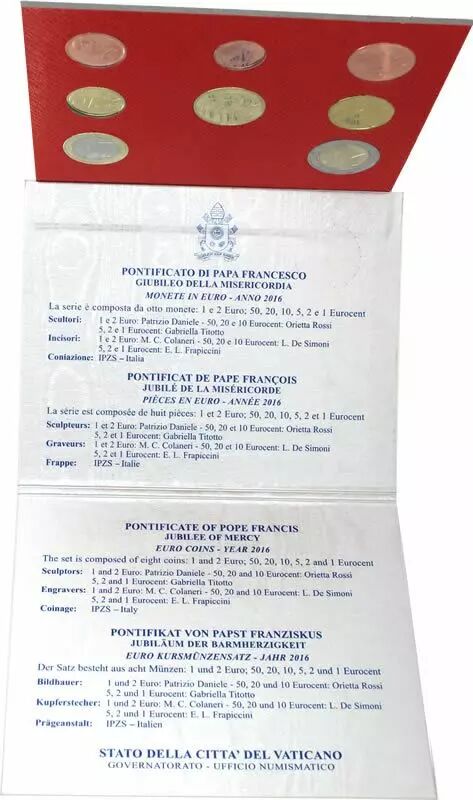 PONTIFICATO DI PAPA FRANCESCO
GIUBILEO DELLA MISERICORDIA
MONETE IN EURO - ANNO 2016
La serie è composta da otto monete: 1 e 2 Euro; 50, 20, 10, 5, 2 e 1 Eurocent
Scultori: 1 e 2 Euro: Patrizio Daniele - 50, 20 e 10 Eurocent: Orietta Rossi
5, 2 e 1 Eurocent: Gabriella Titotto
Incisori: 1 e 2 Euro: M. C. Colaneri - 50, 20 e 10 Eurocent: L. De Simoni
5, 2 e 1 Eurocent: E. L. Frapiccini
Coniazione: IPZS – Italia
PONTIFICAT DE PAPE FRANÇOIS
JUBILÉ DE LA MISÉRICORDE
PIÈCES EN EURO - ANNÉE 2016
La série est composée de huit pièces: 1 et 2 Euro; 50, 20, 10, 5, 2 et 1 Eurocent
Sculpteurs: 1 et 2 Euro: Patrizio Daniele - 50, 20 et 10 Eurocent: Orietta Rossi
5, 2 et 1 Eurocent: Gabriella Titotto
Graveurs: 1 et 2 Euro: M. C. Colaneri - 50, 20 et 10 Eurocent: L. De Simoni
5, 2 et 1 Eurocent: E. L. Frapiccini
Frappe: IPZS – Italie
PONTIFICATE OF POPE FRANCIS
JUBILEE OF MERCY
EURO COINS - YEAR 2016
The set is composed of eight coins: 1 and 2 Euro; 50, 20, 10, 5, 2 and 1 Eurocent
Sculptors: 1 and 2 Euro: Patrizio Daniele - 50, 20 and 10 Eurocent: Orietta Rossi
5, 2 and 1 Eurocent: Gabriella Titotto
Engravers: 1 and 2 Euro: M. C. Colaneri - 50, 20 and 10 Eurocent: L. De Simoni
5, 2 and 1 Eurocent: E. L. Frapiccini
Coinage: IPZS – Italy
PONTIFIKAT VON PAPST FRANZISKUS
JUBILÄUM DER BARMHERZIGKEIT
EURO KURSMÜNZENSATZ - JAHR 2016
Der Satz besteht aus acht Münzen: 1 und 2 Euro; 50, 20, 10, 5, 2 und 1 Eurocent
Bildhauer: 1 und 2 Euro: Patrizio Daniele - 50, 20 und 10 Eurocent: Orietta Rossi
5, 2 und 1 Eurocent: Gabriella Titotto
Kupferstecher: 1 und 2 Euro: M. C. Colaneri - 50, 20 und 10 Eurocent: L. De Simoni
5, 2 und 1 Eurocent: E. L. Frapiccini
Prägeanstalt: IPZS – Italien
STATO DELLA CITTA' DEL VATICANO
GOVERNATORATO - UFFICIO NUMISMATICO